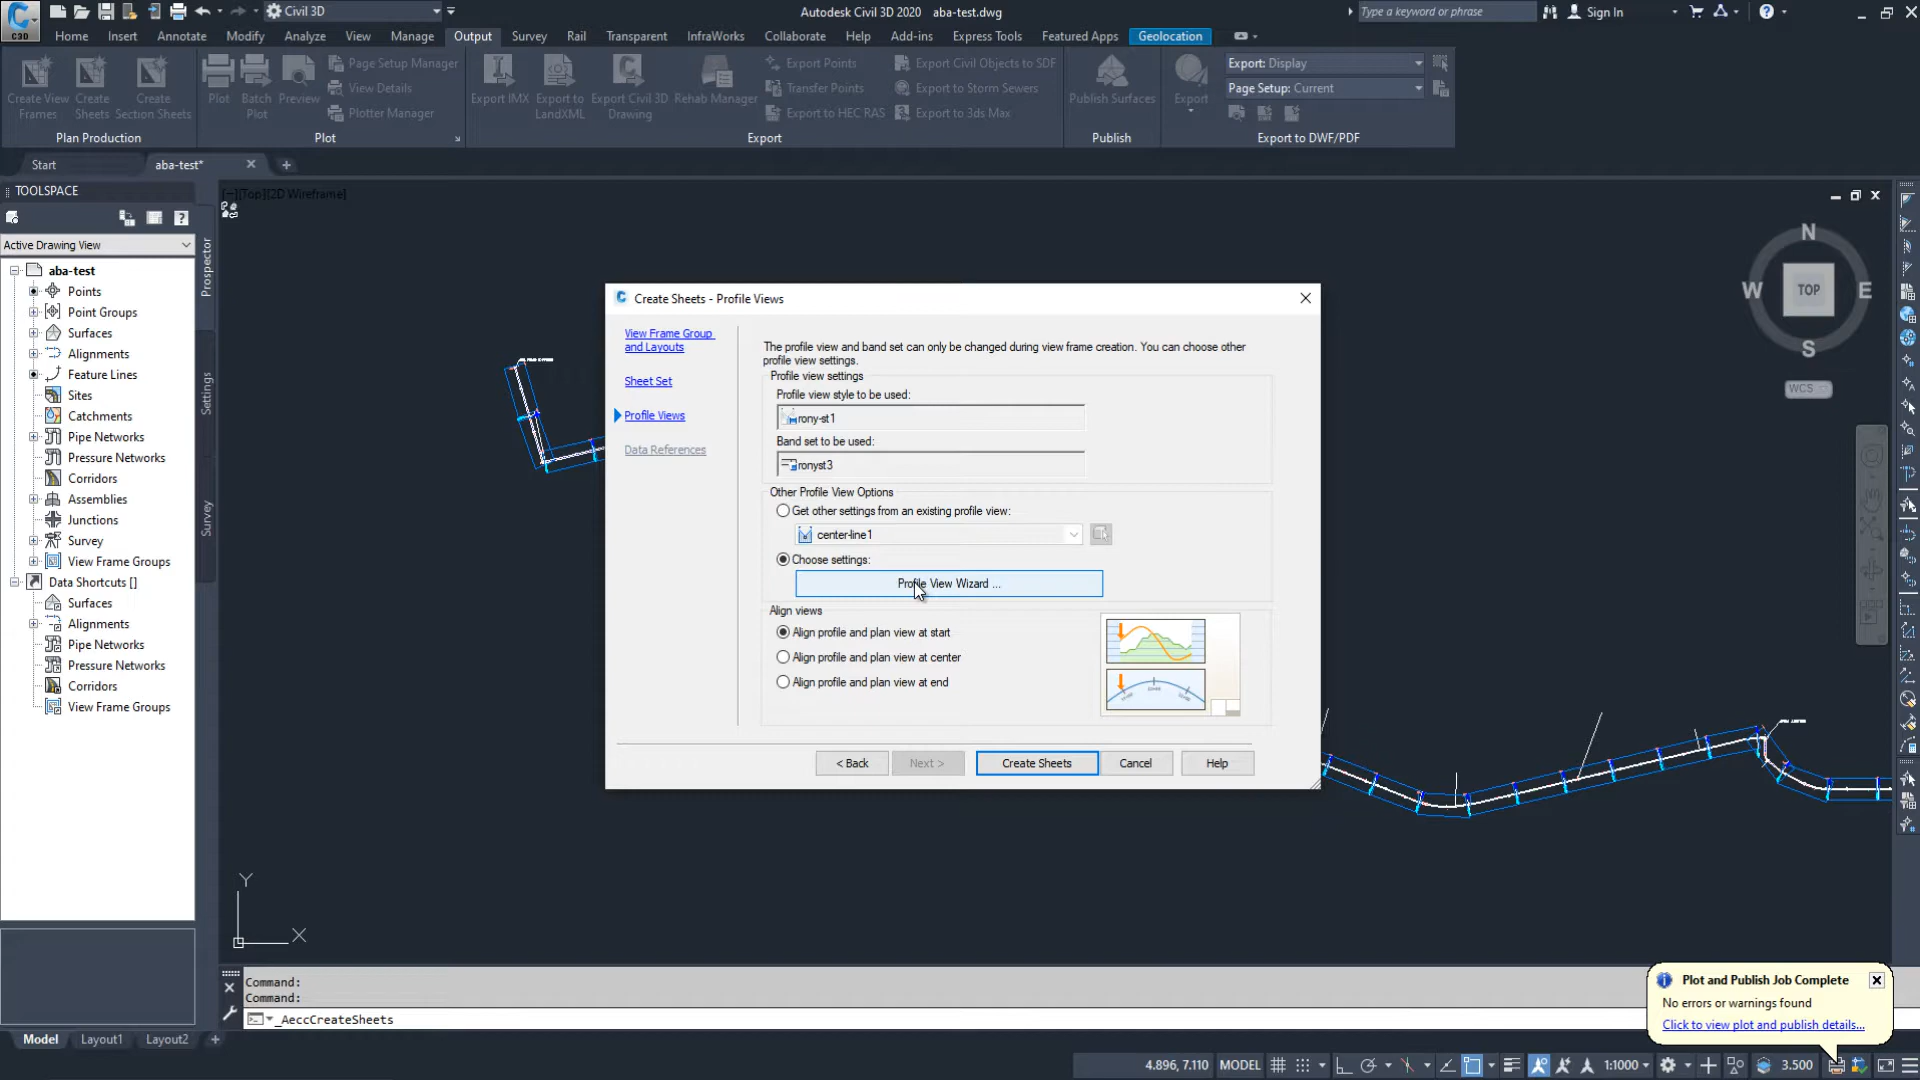 Civil 3D
Autodesk Civil 3D 2020 aba-test.dwg
Type a keyword or phrase
Sign In
C3D
Home Insert Annotate Modify Analyze View Manage Output Survey Rail Transparent InfraWorks Collaborate Help Add-ins Express Tools Featured Apps Geolocation
Create View Frames
Create Sheets
Create Section Sheets
Plot
Batch Plot
Preview
Page Setup Manager
View Details
Plotter Manager
Export IMX
Export to LandXML
Export Civil 3D Drawing
Rehab Manager
Export Points
Transfer Points
Export to HEC RAS
Export Civil Objects to SDF
Export to Storm Sewers
Export to 3ds Max
Publish Surfaces
Export
Export: Display
Page Setup: Current
Plan Production
Plot
Export
Publish
Export to DWF/PDF
Start
aba-test*
TOOLSPACE
[−][Top][2D Wireframe]
Active Drawing View
Prospector
Settings
Survey
aba-test
Points
Point Groups
Surfaces
Alignments
Feature Lines
Sites
Catchments
Pipe Networks
Pressure Networks
Corridors
Assemblies
Junctions
Survey
View Frame Groups
Data Shortcuts []
Surfaces
Alignments
Pipe Networks
Pressure Networks
Corridors
View Frame Groups
N
W TOP E
S
WCS
Create Sheets - Profile Views
View Frame Group
and Layouts
Sheet Set
Profile Views
Data References
The profile view and band set can only be changed during view frame creation. You can choose other
profile view settings.
Profile view settings
Profile view style to be used:
rony-st1
Band set to be used:
ronyst3
Other Profile View Options
Get other settings from an existing profile view:
center-line1
Choose settings:
Profile View Wizard ...
Align views
Align profile and plan view at start
Align profile and plan view at center
Align profile and plan view at end
< Back
Next >
Create Sheets
Cancel
Help
Y
X
Command:
Command:
_AeccCreateSheets
Plot and Publish Job Complete
No errors or warnings found
Click to view plot and publish details...
Model Layout1 Layout2
4.896, 7.110 MODEL 1:1000 3.500